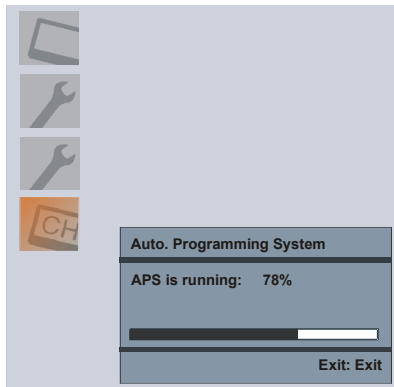 CH
Auto. Programming System
APS is running: 78%
Exit: Exit